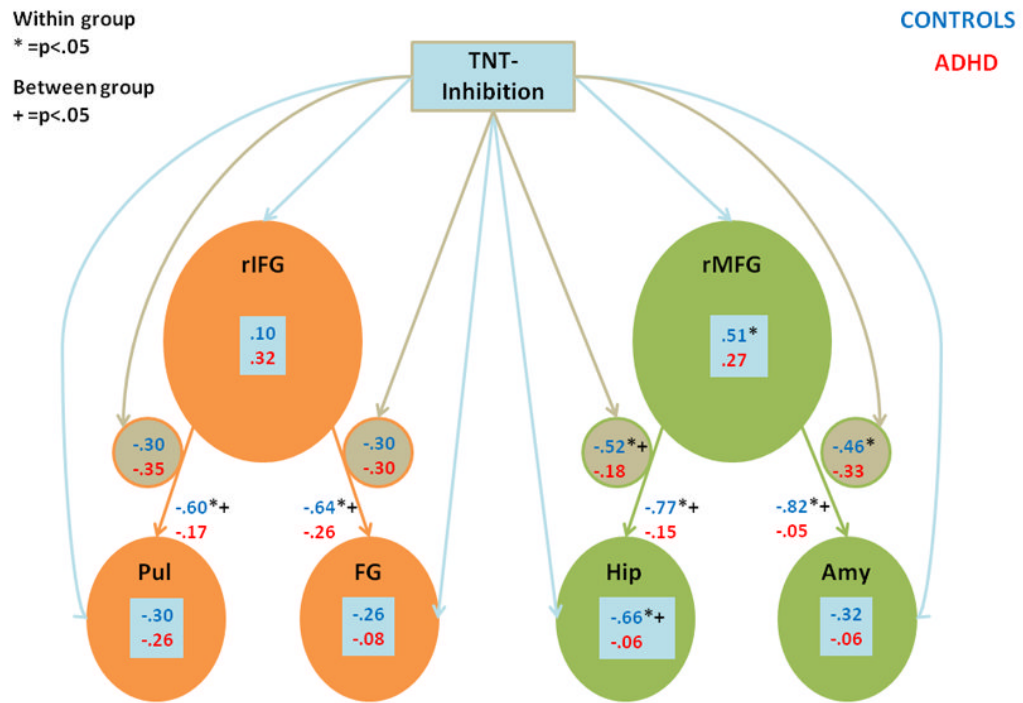 Within group
* =p<.05
Between group
+ =p<.05
CONTROLS
ADHD
TNT-
Inhibition
rIFG
.10
.32
rMFG
.51*
.27
-.30
-.35
-.30
-.30
-.52*+
-.18
-.46*
-.33
-.60*+
-.17
-.64*+
-.26
-.77*+
-.15
-.82*+
-.05
Pul
-.30
-.26
FG
-.26
-.08
Hip
-.66*+
-.06
Amy
-.32
-.06